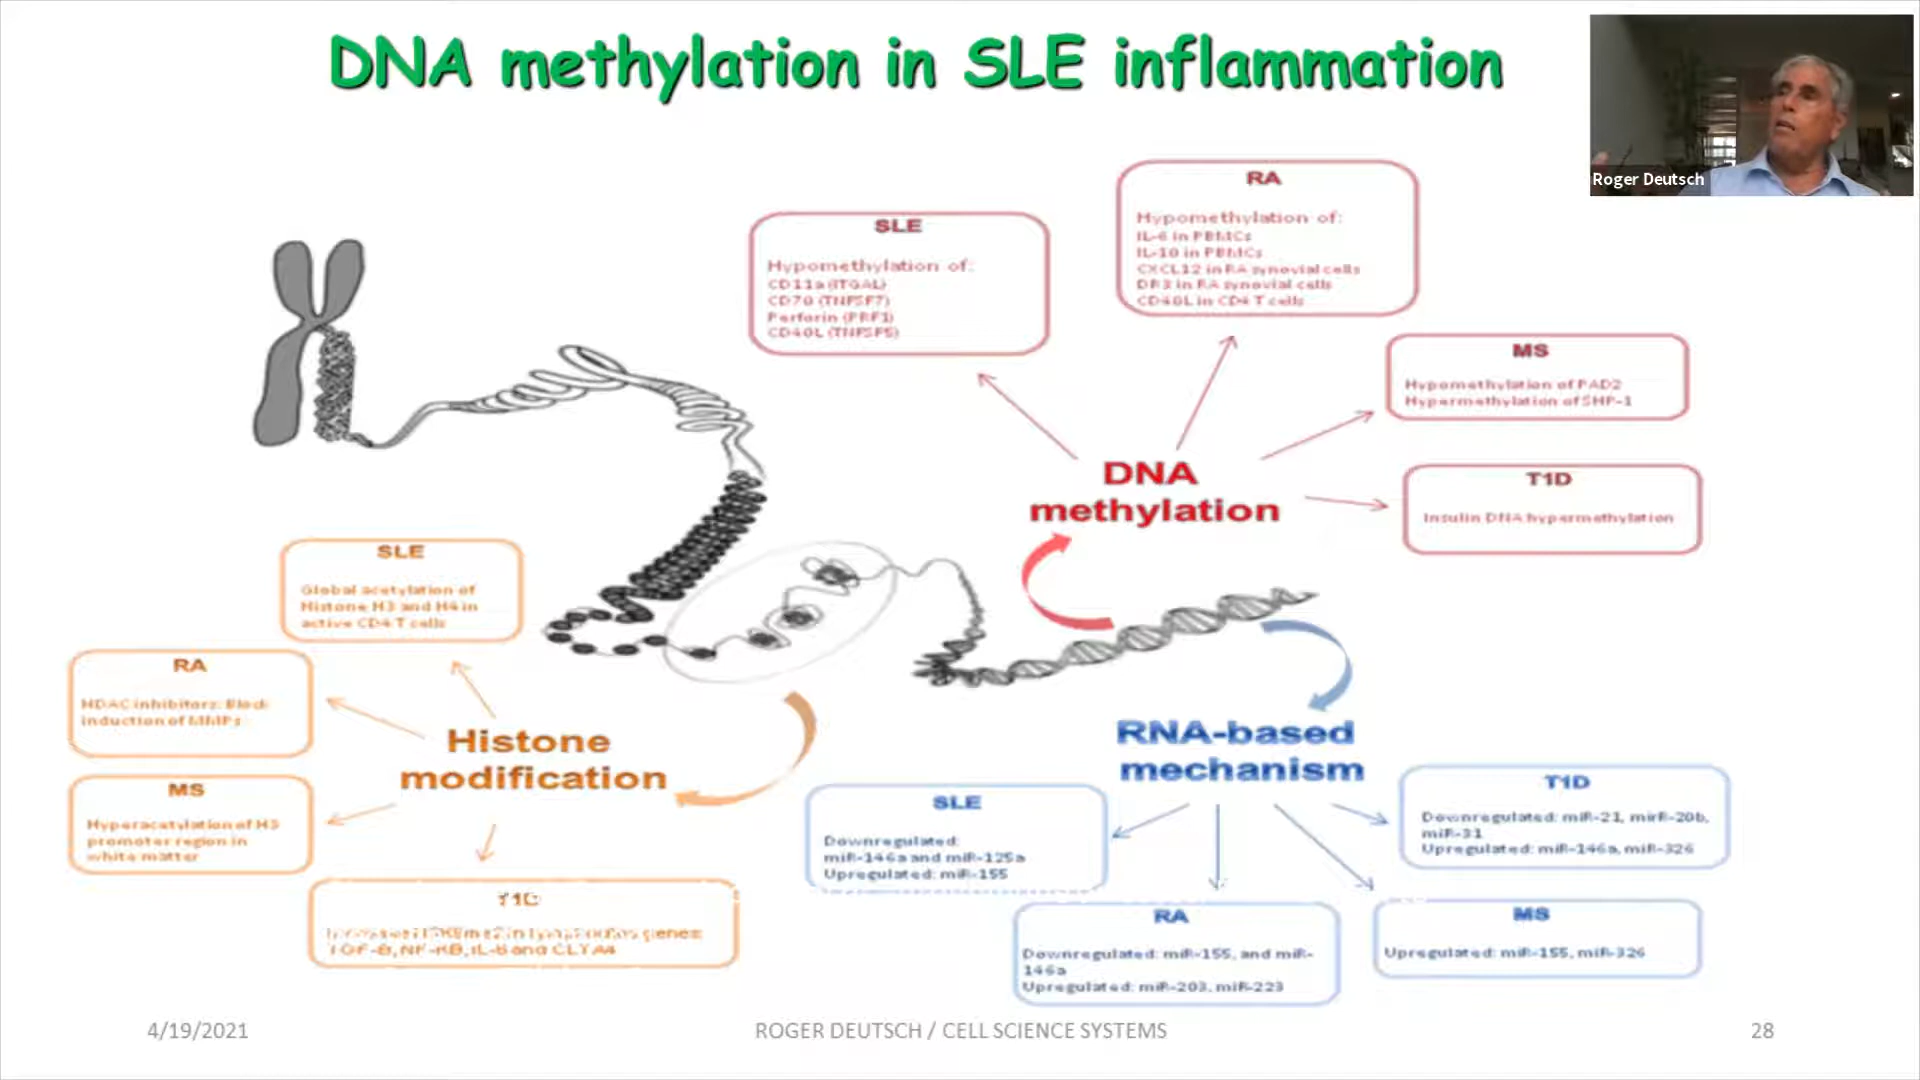 DNA methylation in SLE inflammation
Roger Deutsch
RA
Hypomethylation of:
IL-6 in PBMCs
IL-10 in PBMCs
CXCL12 in RA synovial cells
DR3 in RA synovial cells
CD40L in CD4 T cells
SLE
Hypomethylation of:
CD11a (ITGAL)
CD70 (TNFSF7)
Perforin (PRF1)
CD40L (TNFSF5)
MS
Hypomethylation of PAD2
Hypermethylation of SHP-1
DNA
methylation
T1D
Insulin DNA hypermethylation
SLE
Global acetylation of
Histone H3 and H4 in
active CD4 T cells
RA
HDAC inhibitors: Block
induction of MMPs
Histone
modification
MS
Hyperacetylation of H3
promoter region in
white matter
T1D
genes:
and
RNA-based
mechanism
SLE
Downregulated:
miR-146a and miR-125a
Upregulated: miR-155
T1D
Downregulated: miR-21, mirR-20b,
miR-31
Upregulated: miR-146a, miR-326
RA
Downregulated: miR-155, and miR-
146a
Upregulated: miR-203, miR-223
MS
Upregulated: miR-155, miR-326
4/19/2021
ROGER DEUTSCH / CELL SCIENCE SYSTEMS
28